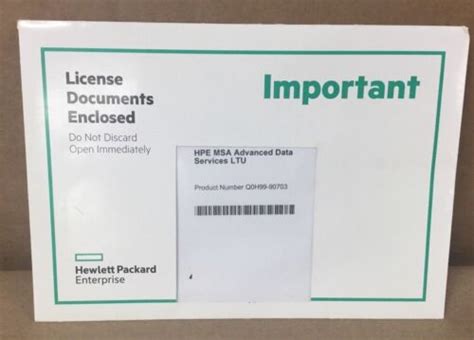 License
Documents
Enclosed
Do Not Discard
Open Immediately
Important
HPE MSA Advanced Data
Services LTU
Product Number Q0H99-90703
Hewlett Packard
Enterprise